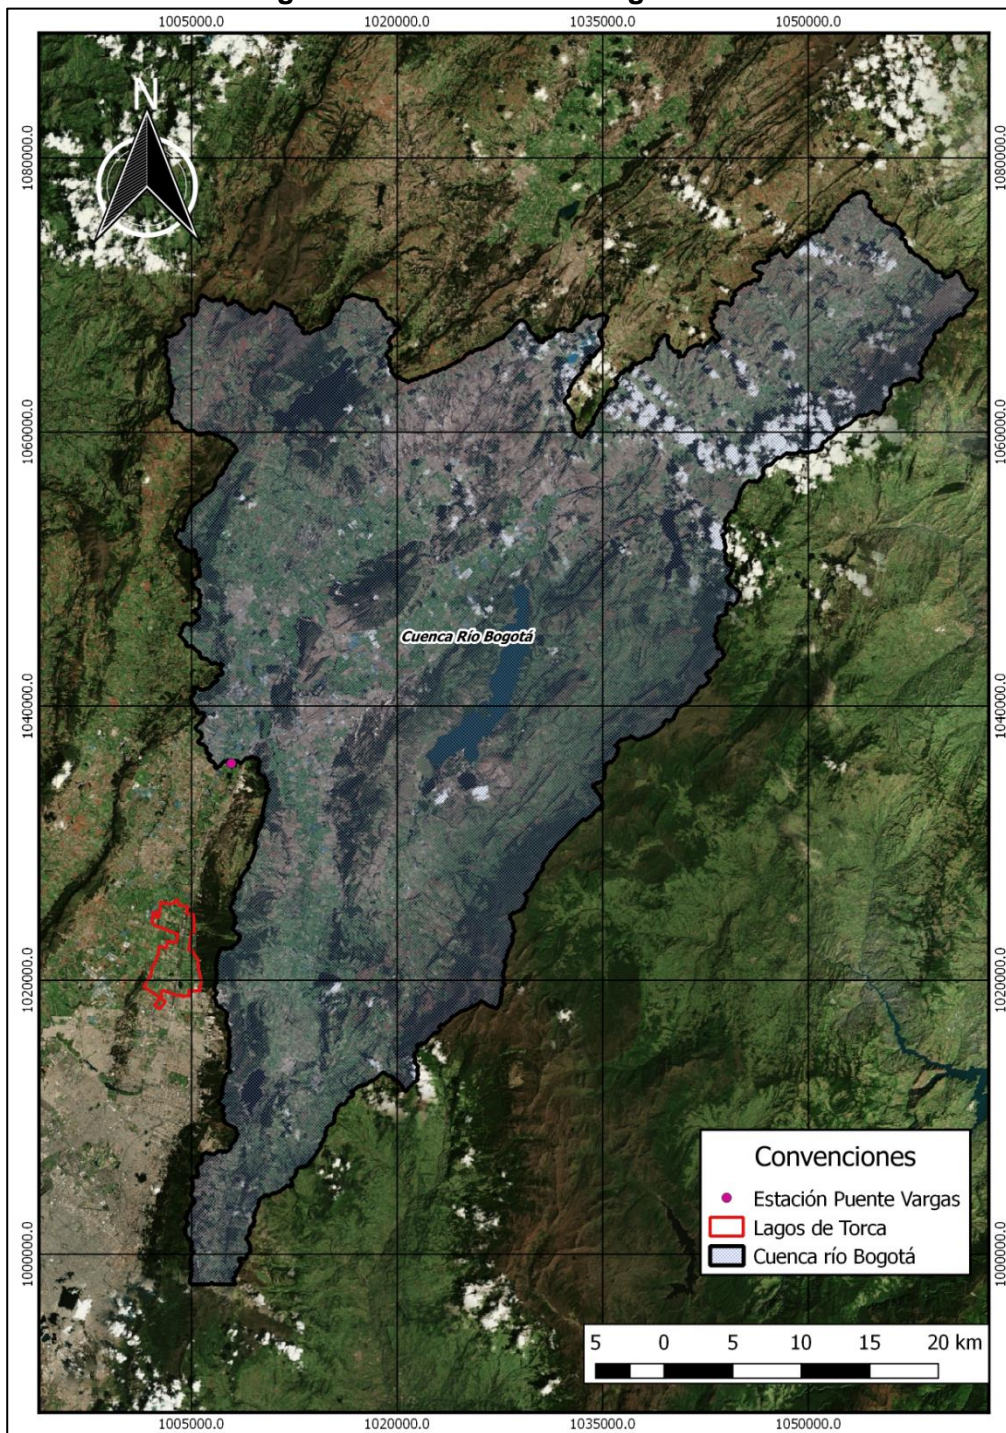 1005000.0 1020000.0 1035000.0 1050000.0
N
1080000.0 1080000.0
1060000.0 1060000.0
Cuenca Río Bogotá
1040000.0 1040000.0
1020000.0 1020000.0
Convenciones
Estación Puente Vargas
Lagos de Torca
Cuenca río Bogotá
1000000.0 1000000.0
5 0 5 10 15 20 km
1005000.0 1020000.0 1035000.0 1050000.0